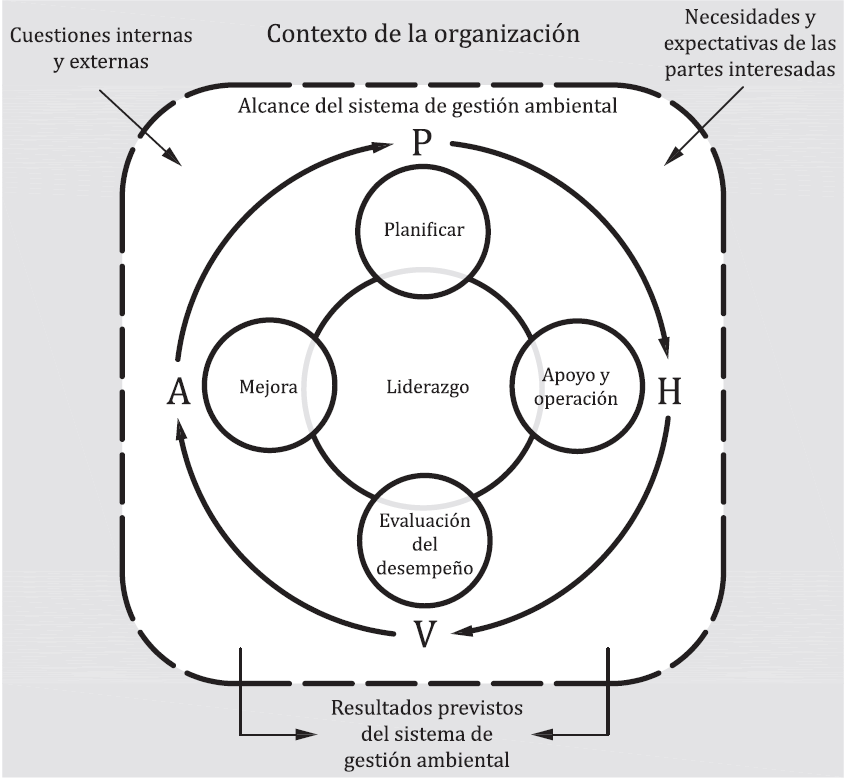 Cuestiones internas
y externas
Contexto de la organización
Necesidades y
expectativas de las
partes interesadas
Alcance del sistema de gestión ambiental
P
Planificar
A
Mejora
Liderazgo
Apoyo y
operación
H
Evaluación
del
desempeño
V
Resultados previstos
del sistema de
gestión ambiental